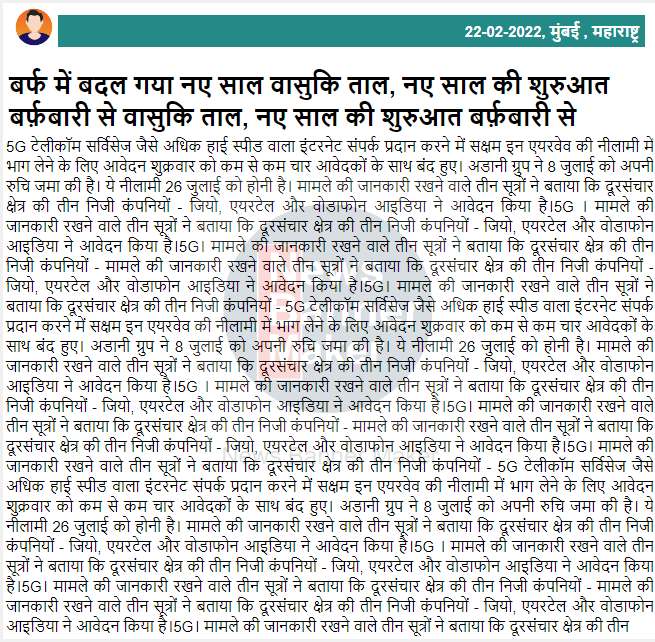 22-02-2022, मुंबई , महाराष्ट्र
बर्फ में बदल गया नए साल वासुकि ताल, नए साल की शुरुआत
बर्फ़बारी से वासुकि ताल, नए साल की शुरुआत बर्फ़बारी से
5G टेलीकॉम सर्विसेज जैसे अधिक हाई स्पीड वाला इंटरनेट संपर्क प्रदान करने में सक्षम इन एयरवेव की नीलामी में
भाग लेने के लिए आवेदन शुक्रवार को कम से कम चार आवेदकों के साथ बंद हुए। अडानी ग्रुप ने 8 जुलाई को अपनी
रुचि जमा की है। ये नीलामी 26 जुलाई को होनी है। मामले की जानकारी रखने वाले तीन सूत्रों ने बताया कि दूरसंचार
क्षेत्र की तीन निजी कंपनियों - जियो, एयरटेल और वोडाफोन आइडिया ने आवेदन किया है।5G । मामले की
जानकारी रखने वाले तीन सूत्रों ने बताया कि दूरसंचार क्षेत्र की तीन निजी कंपनियों - जियो, एयरटेल और वोडाफोन
आइडिया ने आवेदन किया है।5G। मामले की जानकारी रखने वाले तीन सूत्रों ने बताया कि दूरसंचार क्षेत्र की तीन
निजी कंपनियों - मामले की जानकारी रखने वाले तीन सूत्रों ने बताया कि दूरसंचार क्षेत्र की तीन निजी कंपनियों -
जियो, एयरटेल और वोडाफोन आइडिया ने आवेदन किया है।5G। मामले की जानकारी रखने वाले तीन सूत्रों ने
बताया कि दूरसंचार क्षेत्र की तीन निजी कंपनियों - 5G टेलीकॉम सर्विसेज जैसे अधिक हाई स्पीड वाला इंटरनेट संपर्क
प्रदान करने में सक्षम इन एयरवेव की नीलामी में भाग लेने के लिए आवेदन शुक्रवार को कम से कम चार आवेदकों के
साथ बंद हुए। अडानी ग्रुप ने 8 जुलाई को अपनी रुचि जमा की है। ये नीलामी 26 जुलाई को होनी है। मामले की
जानकारी रखने वाले तीन सूत्रों ने बताया कि दूरसंचार क्षेत्र की तीन निजी कंपनियों - जियो, एयरटेल और वोडाफोन
आइडिया ने आवेदन किया है।5G । मामले की जानकारी रखने वाले तीन सूत्रों ने बताया कि दूरसंचार क्षेत्र की तीन
निजी कंपनियों - जियो, एयरटेल और वोडाफोन आइडिया ने आवेदन किया है।5G। मामले की जानकारी रखने वाले
तीन सूत्रों ने बताया कि दूरसंचार क्षेत्र की तीन निजी कंपनियों - मामले की जानकारी रखने वाले तीन सूत्रों ने बताया कि
दूरसंचार क्षेत्र की तीन निजी कंपनियों - जियो, एयरटेल और वोडाफोन आइडिया ने आवेदन किया है।5G। मामले की
जानकारी रखने वाले तीन सूत्रों ने बताया कि दूरसंचार क्षेत्र की तीन निजी कंपनियों - 5G टेलीकॉम सर्विसेज जैसे
अधिक हाई स्पीड वाला इंटरनेट संपर्क प्रदान करने में सक्षम इन एयरवेव की नीलामी में भाग लेने के लिए आवेदन
शुक्रवार को कम से कम चार आवेदकों के साथ बंद हुए। अडानी ग्रुप ने 8 जुलाई को अपनी रुचि जमा की है। ये
नीलामी 26 जुलाई को होनी है। मामले की जानकारी रखने वाले तीन सूत्रों ने बताया कि दूरसंचार क्षेत्र की तीन निजी
कंपनियों - जियो, एयरटेल और वोडाफोन आइडिया ने आवेदन किया है।5G । मामले की जानकारी रखने वाले तीन
सूत्रों ने बताया कि दूरसंचार क्षेत्र की तीन निजी कंपनियों - जियो, एयरटेल और वोडाफोन आइडिया ने आवेदन किया
है।5G। मामले की जानकारी रखने वाले तीन सूत्रों ने बताया कि दूरसंचार क्षेत्र की तीन निजी कंपनियों - मामले की
जानकारी रखने वाले तीन सूत्रों ने बताया कि दूरसंचार क्षेत्र की तीन निजी कंपनियों - जियो, एयरटेल और वोडाफोन
आइडिया ने आवेदन किया है।5G। मामले की जानकारी रखने वाले तीन सूत्रों ने बताया कि दूरसंचार क्षेत्र की तीन
News Banner Maker